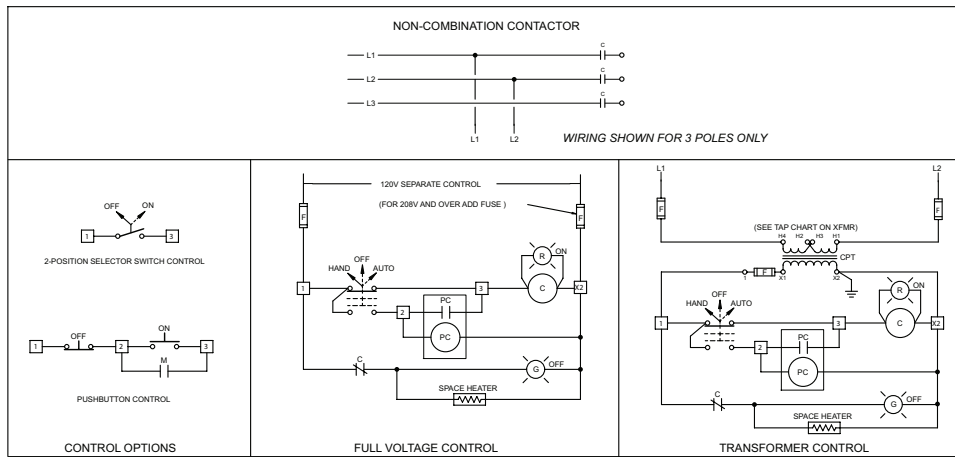 NON-COMBINATION CONTACTOR
C
L1
C
L2
C
L3
L1 L2
WIRING SHOWN FOR 3 POLES ONLY
OFF ON
1 3
2-POSITION SELECTOR SWITCH CONTROL
OFF ON
1 2 3
M
PUSHBUTTON CONTROL
CONTROL OPTIONS
120V SEPARATE CONTROL
(FOR 208V AND OVER ADD FUSE )
F F
R ON
OFF
HAND AUTO
1 3 C X2
2 PC
PC
C
G OFF
SPACE HEATER
FULL VOLTAGE CONTROL
L1 L2
F F
(SEE TAP CHART ON XFMR)
H4 H2 H3 H1
CPT
1 F X1 X2
R ON
OFF
HAND AUTO
1 3 C X2
2 PC
PC
C
G OFF
SPACE HEATER
TRANSFORMER CONTROL